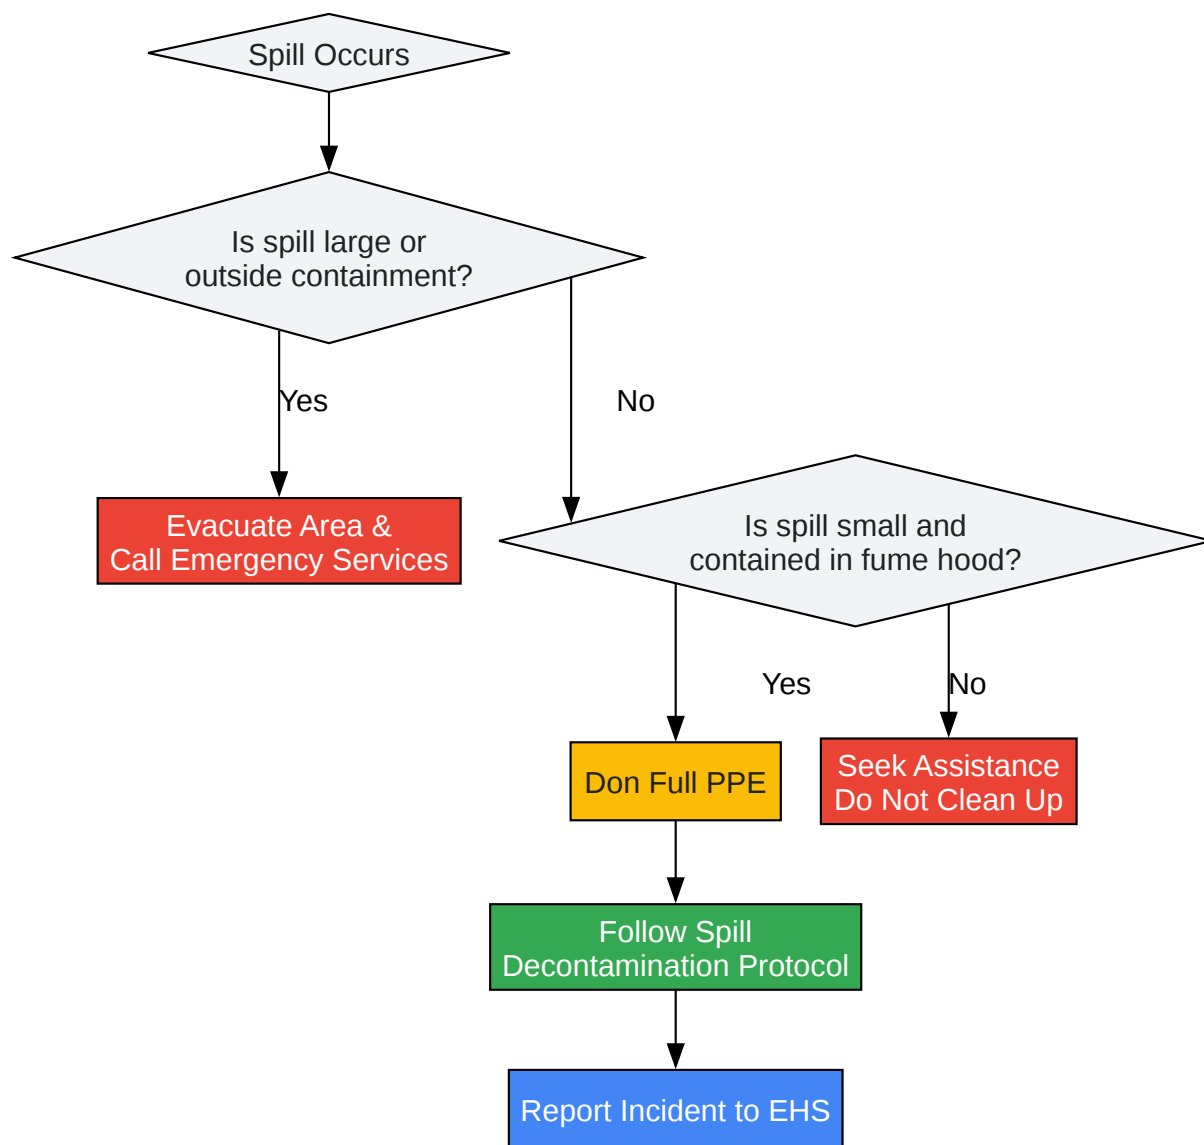 Spill Occurs
Is spill large or
outside containment?
Yes
No
Evacuate Area &
Call Emergency Services
Is spill small and
contained in fume hood?
Yes
No
Don Full PPE
Seek Assistance
Do Not Clean Up
Follow Spill
Decontamination Protocol
Report Incident to EHS